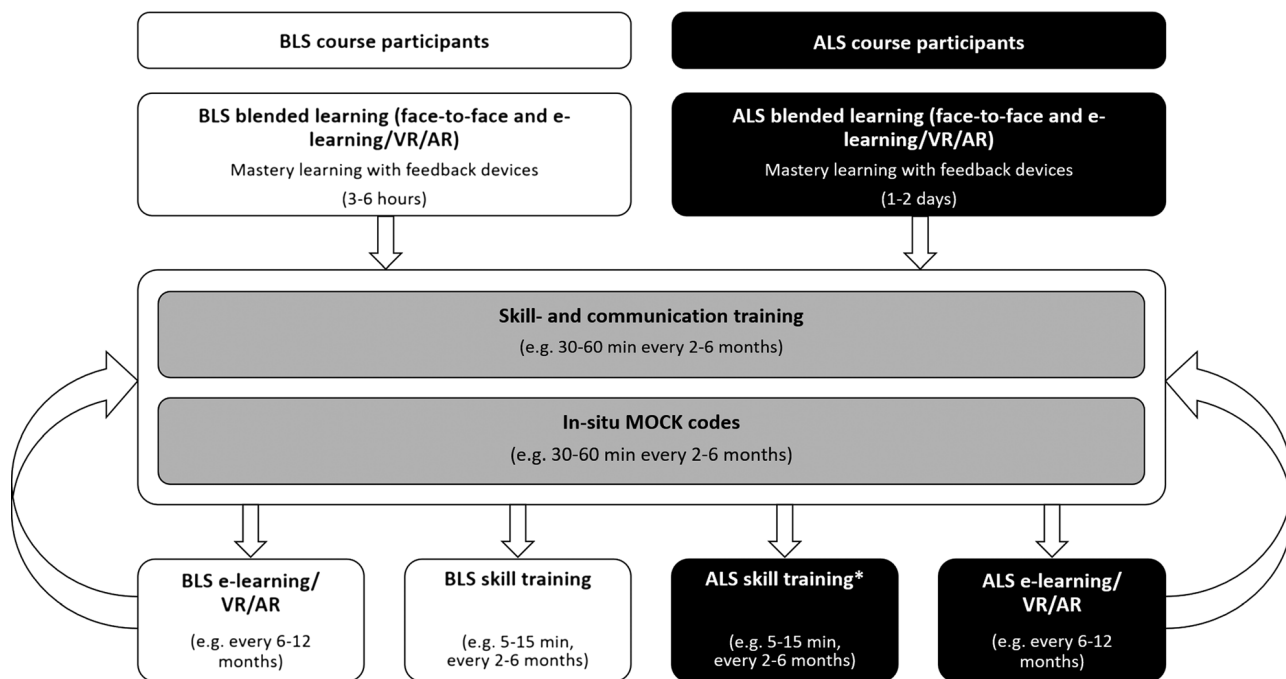 BLS course participants
ALS course participants
BLS blended learning (face-to-face and e-
learning/VR/AR)
Mastery learning with feedback devices
(3-6 hours)
ALS blended learning (face-to-face and e-
learning/VR/AR)
Mastery learning with feedback devices
(1-2 days)
Skill- and communication training
(e.g. 30-60 min every 2-6 months)
In-situ MOCK codes
(e.g. 30-60 min every 2-6 months)
BLS e-learning/
VR/AR
(e.g. every 6-12
months)
BLS skill training
(e.g. 5-15 min,
every 2-6 months)
ALS skill training*
(e.g. 5-15 min,
every 2-6 months)
ALS e-learning/
VR/AR
(e.g. every 6-12
months)